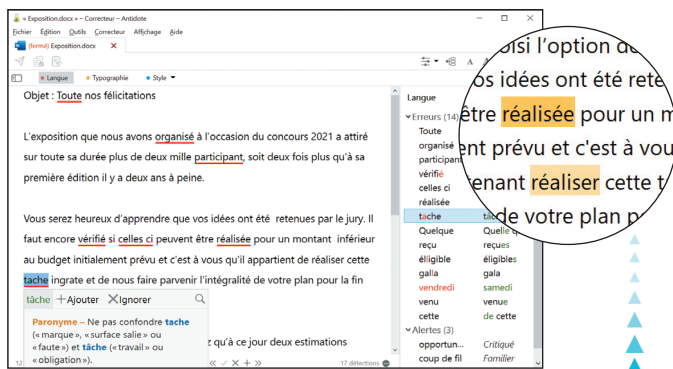 « Exposition.docx » – Correcteur – Antidote
Fichier Édition Outils Correcteur Affichage Aide
(fermé) Exposition.docx
Langue Typographie Style
Objet : Toute nos félicitations
L'exposition que nous avons organisé à l'occasion du concours 2021 a attiré
sur toute sa durée plus de deux mille participant, soit deux fois plus qu'à sa
première édition il y a deux ans à peine.
Vous serez heureux d'apprendre que vos idées ont été retenues par le jury. Il
faut encore vérifié si celles ci peuvent être réalisée pour un montant inférieur
au budget initialement prévu et c'est à vous qu'il appartient de réaliser cette
tache ingrate et de nous faire parvenir l'intégralité de votre plan pour la fin
tâche Ajouter Ignorer
Paronyme – Ne pas confondre tache
(« marque », « surface salie » ou
« faute ») et tâche (« travail » ou
« obligation »).
qu'à ce jour deux estimations
12
17 détections
Langue
Erreurs (14)
Toute
organisé
participant
vérifié
celles ci
réalisée
tache
Quelque
reçu reçues
élligible éligibles
galla gala
vendredi samedi
venu venue
cette de cette
Alertes (3)
opportun... Critiqué
coup de fil Familier
l'option
idées ont été
être réalisée pour un
prévu et c'est à
réaliser cette
de votre plan